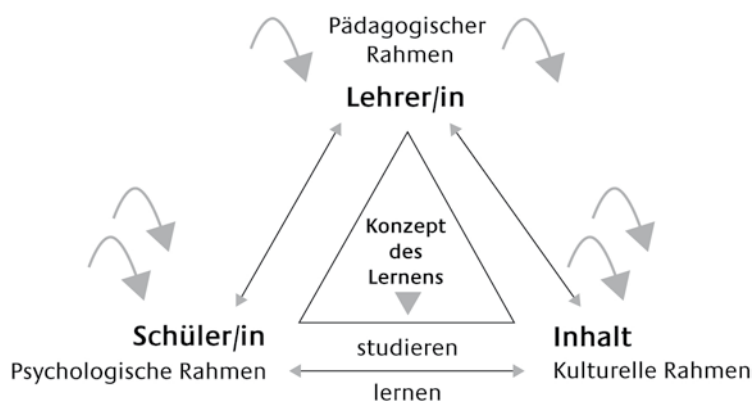 Pädagogischer
Rahmen
Lehrer/in
Konzept
des
Lernens
Schüler/in
Psychologische Rahmen
studieren
lernen
Inhalt
Kulturelle Rahmen